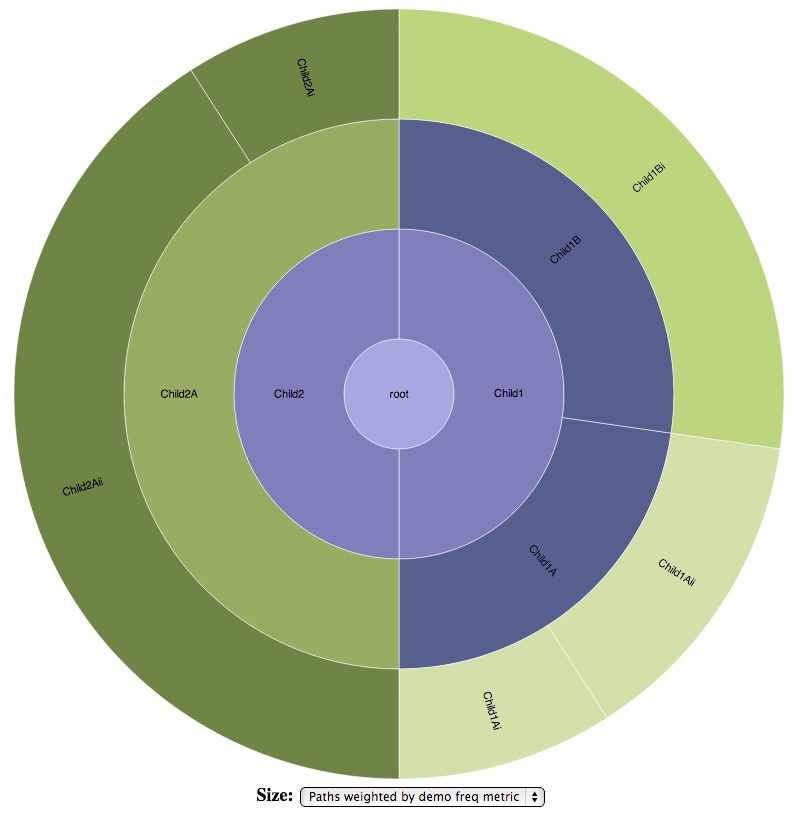 Child2Ai
Child1Bi
Child1B
Child2A
Child2
root
Child1
Child2Aii
Child1A
Child1Aii
Child1Ai
Size: Paths weighted by demo freq metric